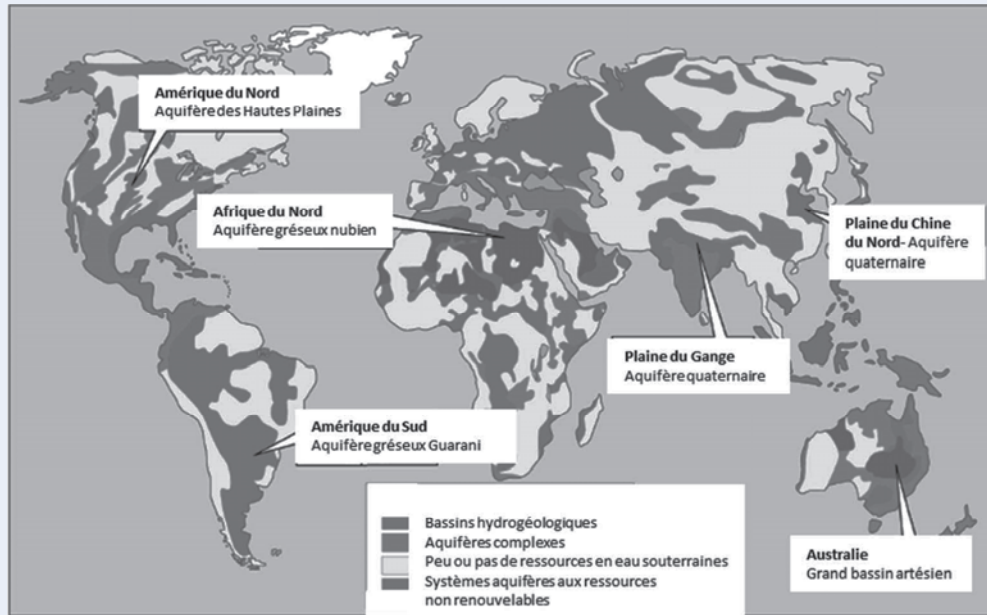 Amérique du Nord
Aquifère des Hautes Plaines
Afrique du Nord
Aquifère gréseux nubien
Plaine du Chine
du Nord- Aquifère
quaternaire
Plaine du Gange
Aquifère quaternaire
Amérique du Sud
Aquifère gréseux Guarani
Bassins hydrogéologiques
Aquifères complexes
Peu ou pas de ressources en eau souterraines
Systèmes aquifères aux ressources
non renouvelables
Australie
Grand bassin artésien